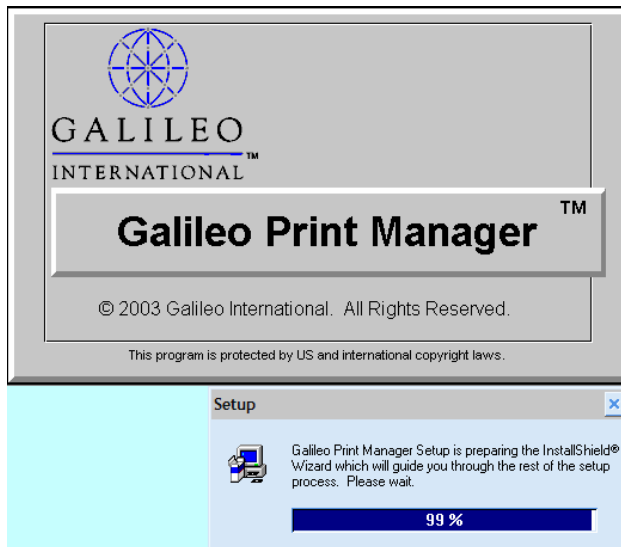 GALILEO
TM
INTERNATIONAL
Galileo Print Manager TM
© 2003 Galileo International. All Rights Reserved.
This program is protected by US and international copyright laws.
Setup
Galileo Print Manager Setup is preparing the InstallShield®
Wizard which will guide you through the rest of the setup
process. Please wait.
99 %